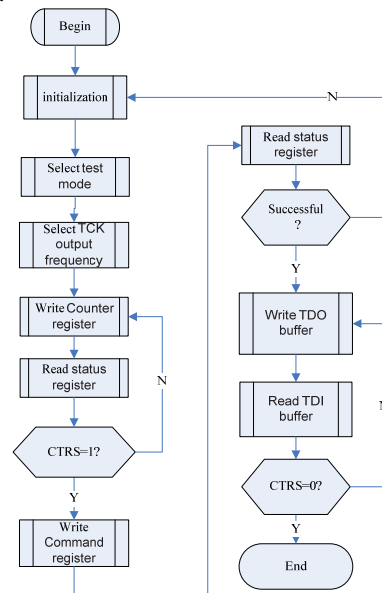 Begin
initialization
N
Select test
mode
Select TCK
output
frequency
Write Counter
register
Read status
register
N
CTRS=1?
Y
Write
Command
register
Read status
register
Successful
?
Y
Write TDO
buffer
Read TDI
buffer
CTRS=0?
Y
End